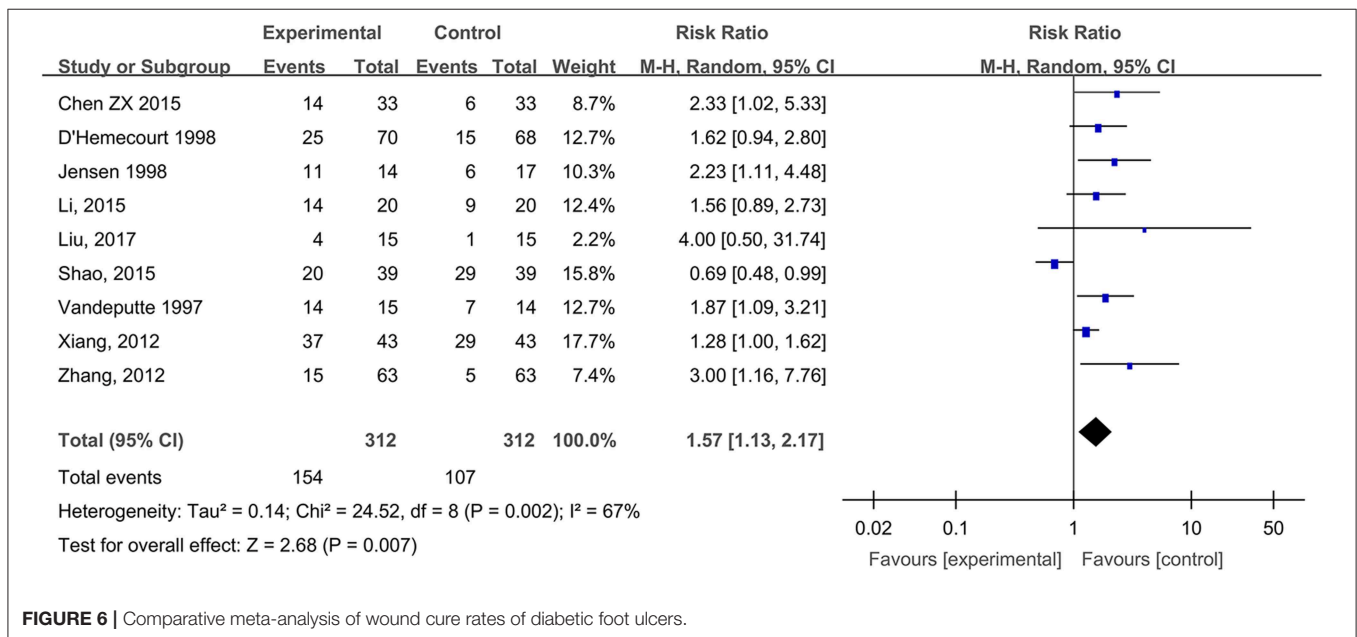 Experimental Control Risk Ratio Risk Ratio
Study or Subgroup Events Total Events Total Weight M-H, Random, 95% CI M-H, Random, 95% CI
Chen ZX 2015 14 33 6 33 8.7% 2.33 [1.02, 5.33]
D'Hemecourt 1998 25 70 15 68 12.7% 1.62 [0.94, 2.80]
Jensen 1998 11 14 6 17 10.3% 2.23 [1.11, 4.48]
Li, 2015 14 20 9 20 12.4% 1.56 [0.89, 2.73]
Liu, 2017 4 15 1 15 2.2% 4.00 [0.50, 31.74]
Shao, 2015 20 39 29 39 15.8% 0.69 [0.48, 0.99]
Vandeputte 1997 14 15 7 14 12.7% 1.87 [1.09, 3.21]
Xiang, 2012 37 43 29 43 17.7% 1.28 [1.00, 1.62]
Zhang, 2012 15 63 5 63 7.4% 3.00 [1.16, 7.76]
Total (95% CI) 312 312 100.0% 1.57 [1.13, 2.17]
Total events 154 107
Heterogeneity: Tau² = 0.14; Chi² = 24.52, df = 8 (P = 0.002); I² = 67%
Test for overall effect: Z = 2.68 (P = 0.007)
0.02 0.1 1 10 50
Favours [experimental] Favours [control]
FIGURE 6 | Comparative meta-analysis of wound cure rates of diabetic foot ulcers.